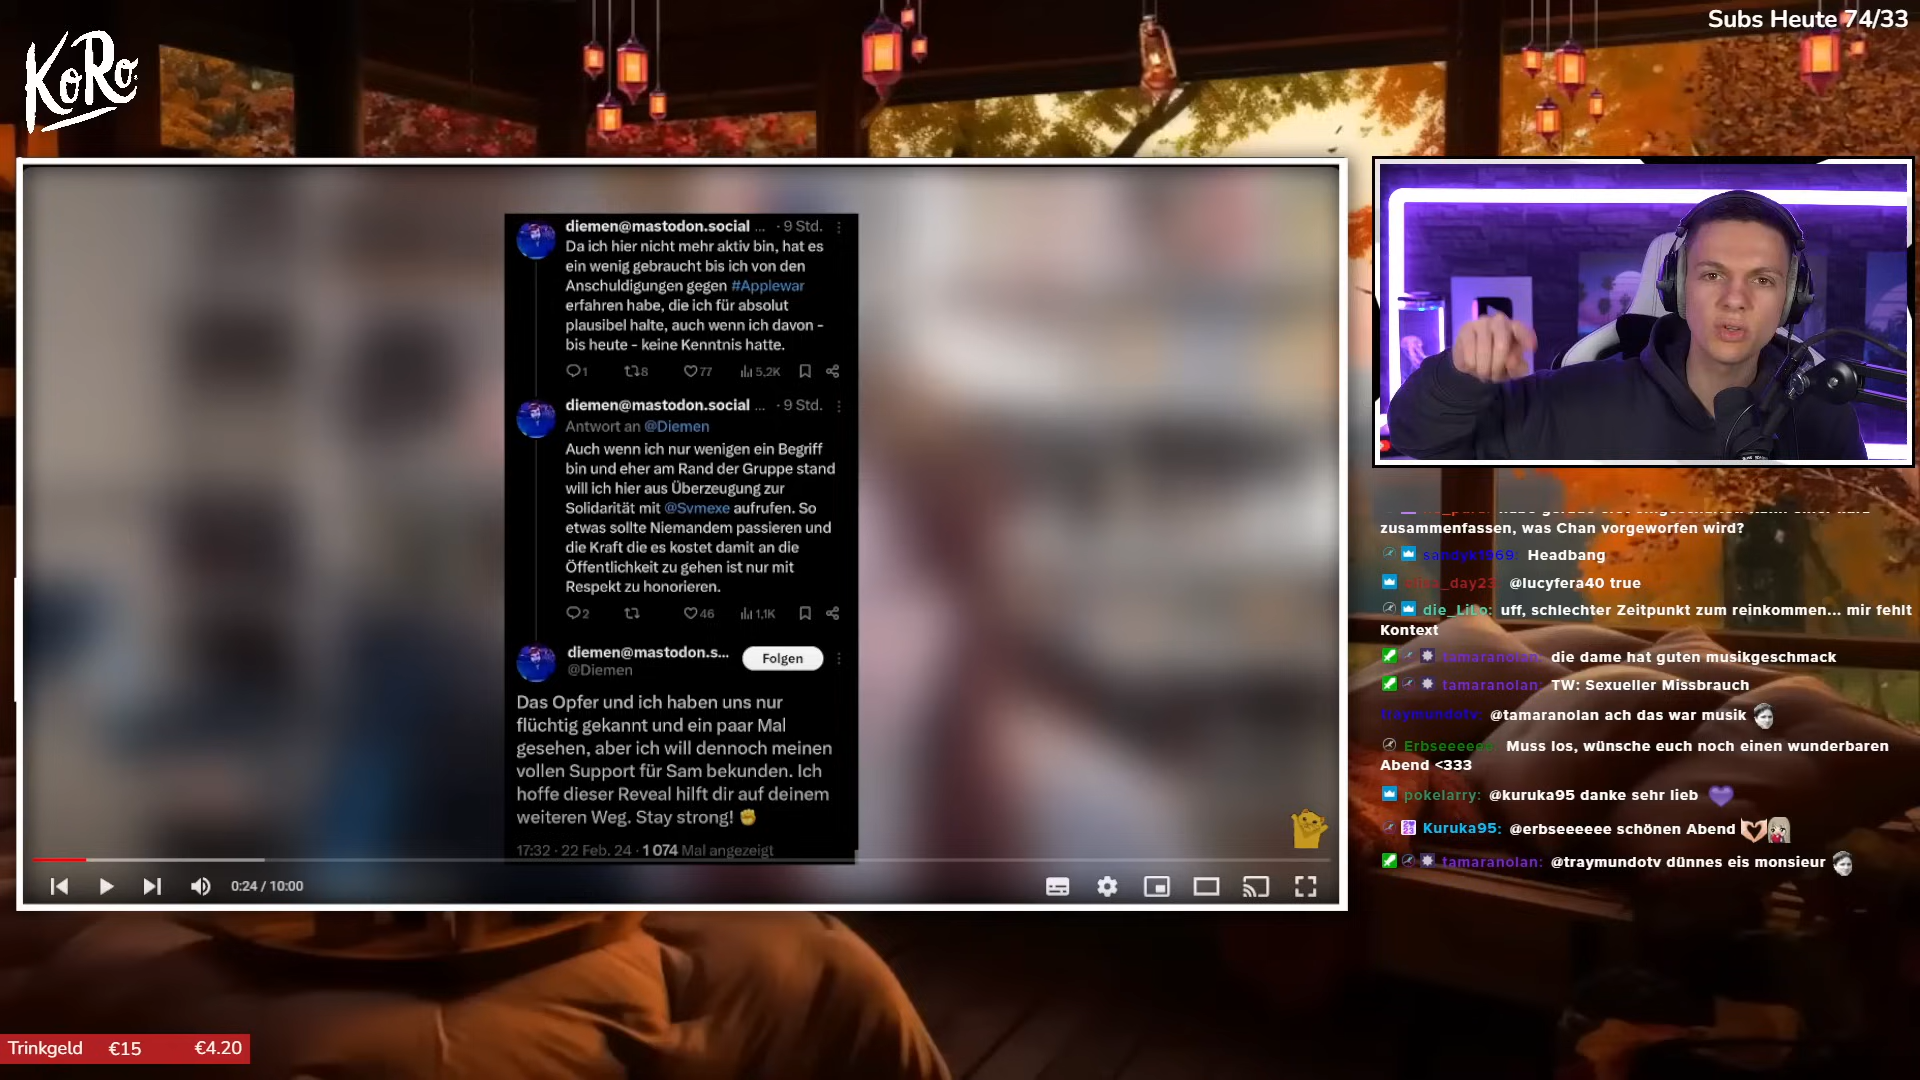 KoRo
Subs Heute 74/33
diemen@mastodon.social ... · 9 Std.
Da ich hier nicht mehr aktiv bin, hat es
ein wenig gebraucht bis ich von den
Anschuldigungen gegen #Applewar
erfahren habe, die ich für absolut
plausibel halte, auch wenn ich davon -
bis heute - keine Kenntnis hatte.
1 8 77 5,2K
diemen@mastodon.social ... · 9 Std.
Antwort an @Diemen
Auch wenn ich nur wenigen ein Begriff
bin und eher am Rand der Gruppe stand
will ich hier aus Überzeugung zur
Solidarität mit @Svmexe aufrufen. So
etwas sollte Niemandem passieren und
die Kraft die es kostet damit an die
Öffentlichkeit zu gehen ist nur mit
Respekt zu honorieren.
2 46 1,1K
diemen@mastodon.s... Folgen
@Diemen
Das Opfer und ich haben uns nur
flüchtig gekannt und ein paar Mal
gesehen, aber ich will dennoch meinen
vollen Support für Sam bekunden. Ich
hoffe dieser Reveal hilft dir auf deinem
weiteren Weg. Stay strong! ✊
17:32 · 22 Feb. 24 · 1 074 Mal angezeigt
0:24 / 10:00
zusammenfassen, was Chan vorgeworfen wird?
sandyk1969: Headbang
@lucyfera40 true
die_LiLo: uff, schlechter Zeitpunkt zum reinkommen... mir fehlt
Kontext
tamaranolan: die dame hat guten musikgeschmack
tamaranolan: TW: Sexueller Missbrauch
traymundotv: @tamaranolan ach das war musik
Erbseeeeee: Muss los, wünsche euch noch einen wunderbaren
Abend <333
pokelarry: @kuruka95 danke sehr lieb
Kuruka95: @erbseeeeee schönen Abend
tamaranolan: @traymundotv dünnes eis monsieur
Trinkgeld €15 €4.20